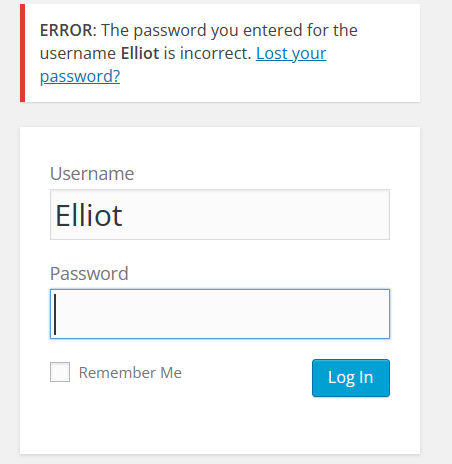 ERROR: The password you entered for the
username Elliot is incorrect. Lost your
password?
Username
Elliot
Password
Remember Me
Log In